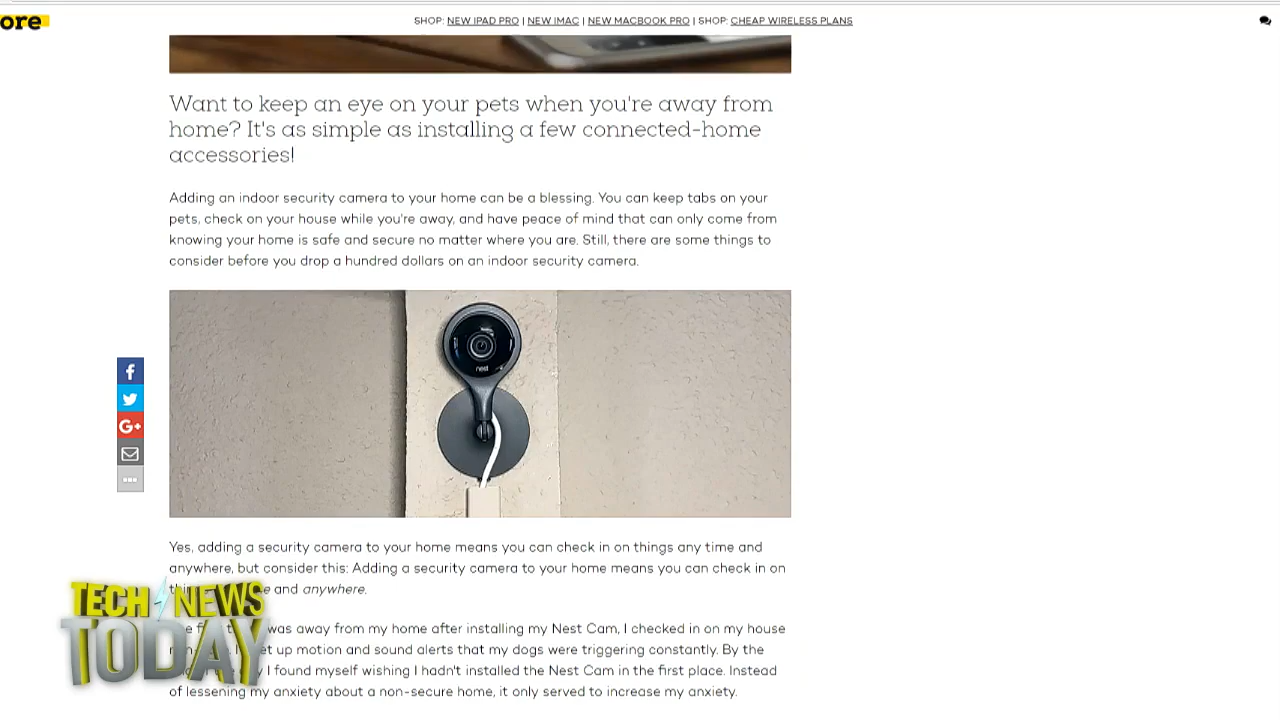 ore
SHOP: NEW IPAD PRO | NEW IMAC | NEW MACBOOK PRO | SHOP: CHEAP WIRELESS PLANS
Want to keep an eye on your pets when you're away from
home? It's as simple as installing a few connected-home
accessories!
Adding an indoor security camera to your home can be a blessing. You can keep tabs on your
pets, check on your house while you're away, and have peace of mind that can only come from
knowing your home is safe and secure no matter where you are. Still, there are some things to
consider before you drop a hundred dollars on an indoor security camera.
nest
f
G+
Yes, adding a security camera to your home means you can check in on things any time and
anywhere, but consider this: Adding a security camera to your home means you can check in on
and anywhere.
was away from my home after installing my Nest Cam, I checked in on my house
up motion and sound alerts that my dogs were triggering constantly. By the
I found myself wishing I hadn't installed the Nest Cam in the first place. Instead
of lessening my anxiety about a non-secure home, it only served to increase my anxiety.
TECH NEWS
TODAY